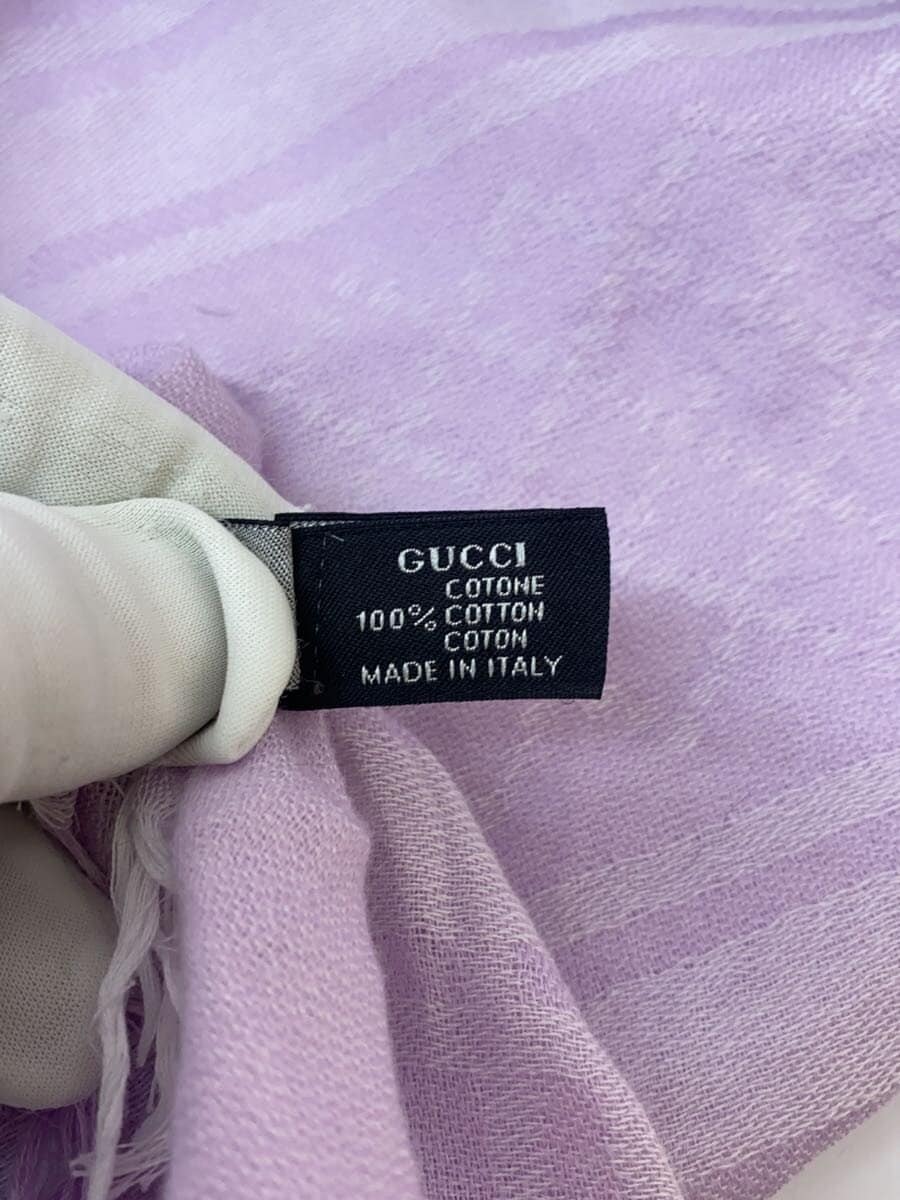 GUCCI
COTONE
100% COTTON
COTON
MADE IN ITALY